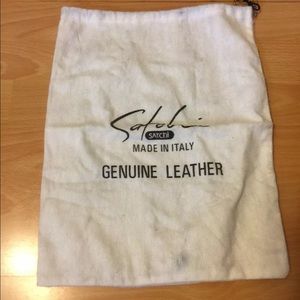 Satchi
SATCHI
MADE IN ITALY
GENUINE LEATHER